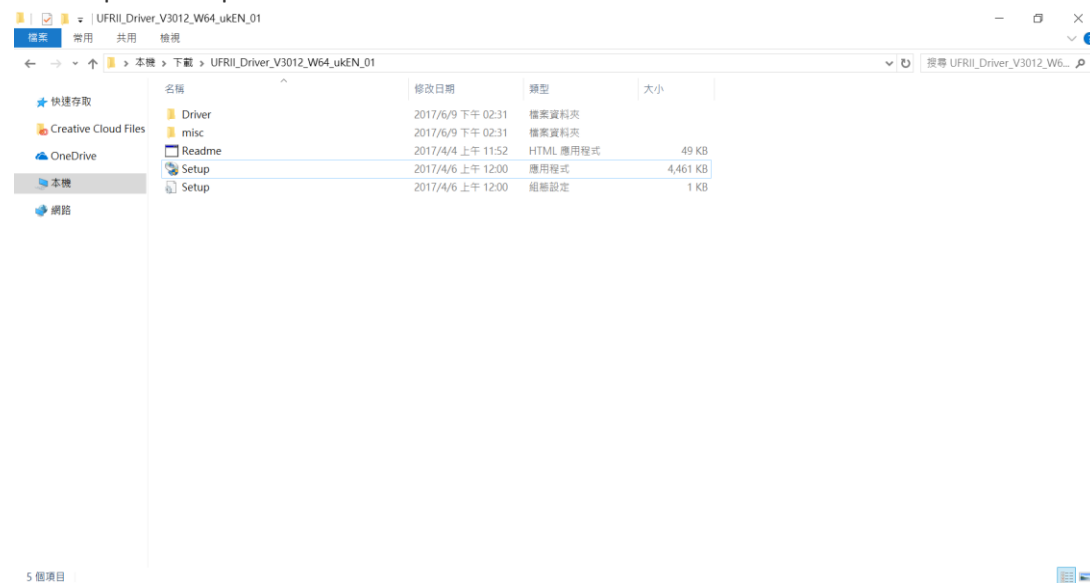 UFRII_Driver_V3012_W64_ukEN_01
檔案 常用 共用 檢視
本機 > 下載 > UFRII_Driver_V3012_W64_ukEN_01 搜尋 UFRII_Driver_V3012_W6...
名稱 修改日期 類型 大小
快速存取
Creative Cloud Files
OneDrive
本機
網路
Driver 2017/6/9 下午 02:31 檔案資料夾
misc 2017/6/9 下午 02:31 檔案資料夾
Readme 2017/4/4 上午 11:52 HTML 應用程式 49 KB
Setup 2017/4/6 上午 12:00 應用程式 4,461 KB
Setup 2017/4/6 上午 12:00 組態設定 1 KB
5 個項目